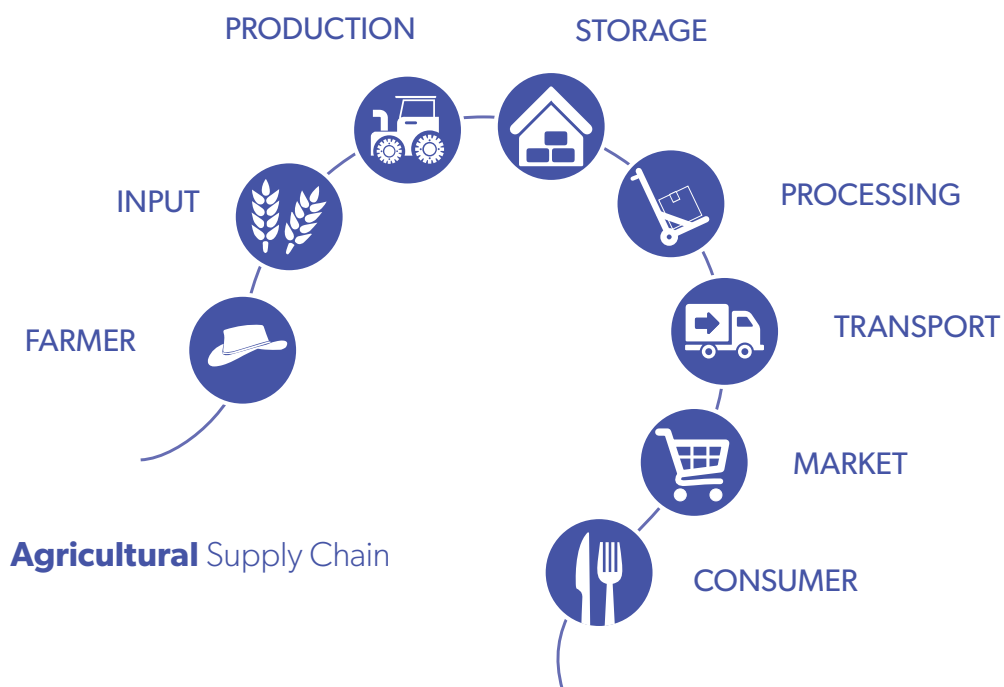 PRODUCTION
STORAGE
INPUT
PROCESSING
FARMER
TRANSPORT
MARKET
Agricultural Supply Chain
CONSUMER